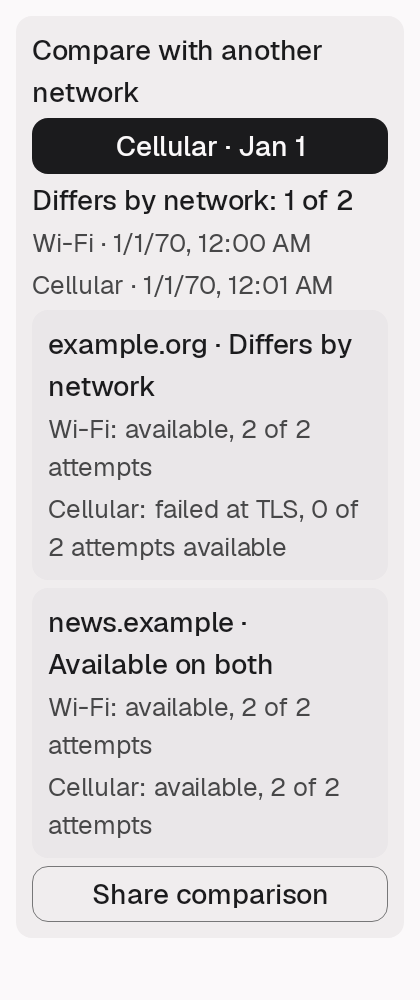 Compare with another
network
Cellular · Jan 1
Differs by network: 1 of 2
Wi-Fi · 1/1/70, 12:00 AM
Cellular · 1/1/70, 12:01 AM
example.org · Differs by
network
Wi-Fi: available, 2 of 2
attempts
Cellular: failed at TLS, 0 of
2 attempts available
news.example ·
Available on both
Wi-Fi: available, 2 of 2
attempts
Cellular: available, 2 of 2
attempts
Share comparison